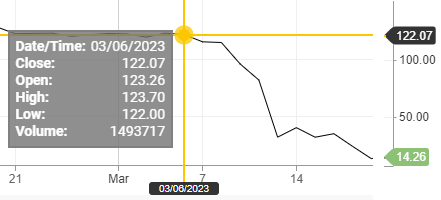 Date/Time: 03/06/2023
Close: 122.07
Open: 123.26
High: 123.70
Low: 122.00
Volume: 1493717
122.07
100.00
50.00
14.26
21 Mar 7 14
03/06/2023